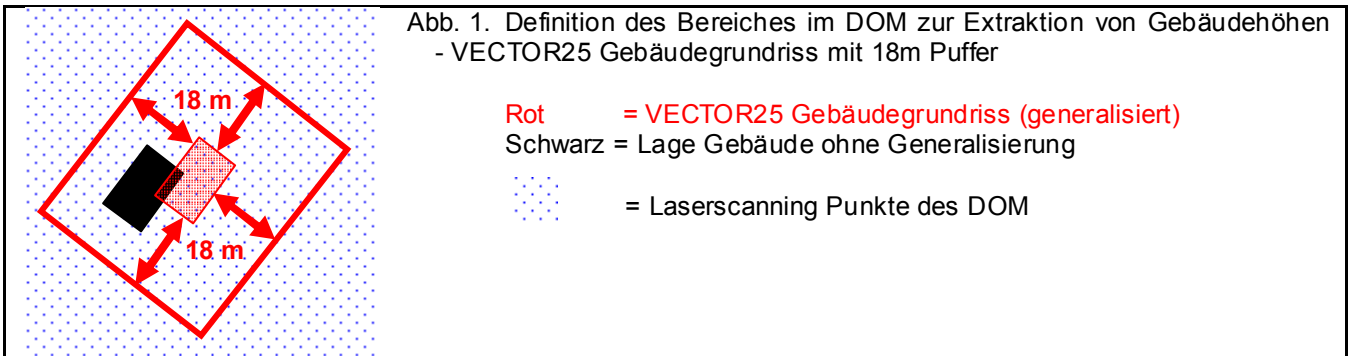 Abb. 1. Definition des Bereiches im DOM zur Extraktion von Gebäudehöhen
- VECTOR25 Gebäudegrundriss mit 18m Puffer
18 m
Rot = VECTOR25 Gebäudegrundriss (generalisiert)
Schwarz = Lage Gebäude ohne Generalisierung
= Laserscanning Punkte des DOM
18 m